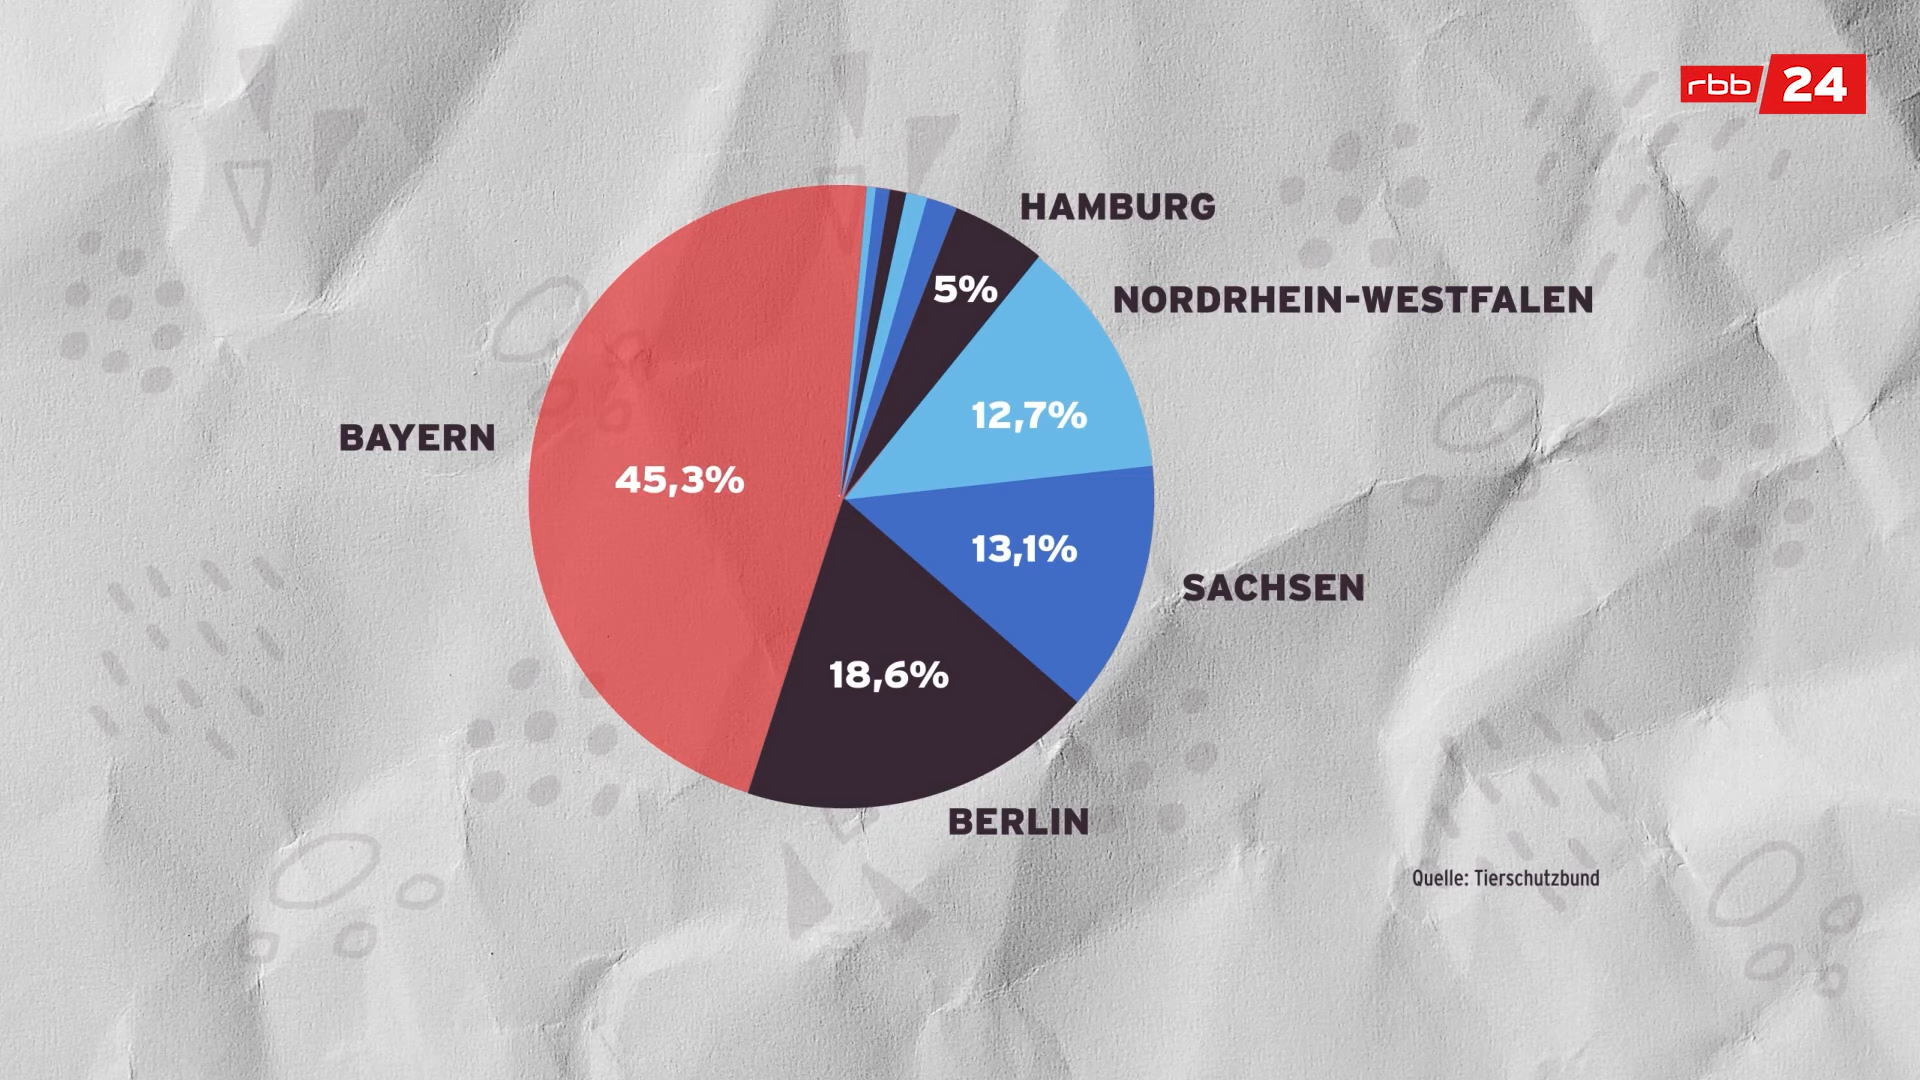 rbb 24
HAMBURG
5%
NORDRHEIN-WESTFALEN
12,7%
BAYERN
45,3%
13,1%
SACHSEN
18,6%
BERLIN
Quelle: Tierschutzbund